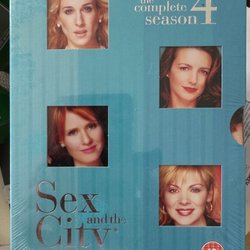 the
complete 4
season
Sex
and the
City